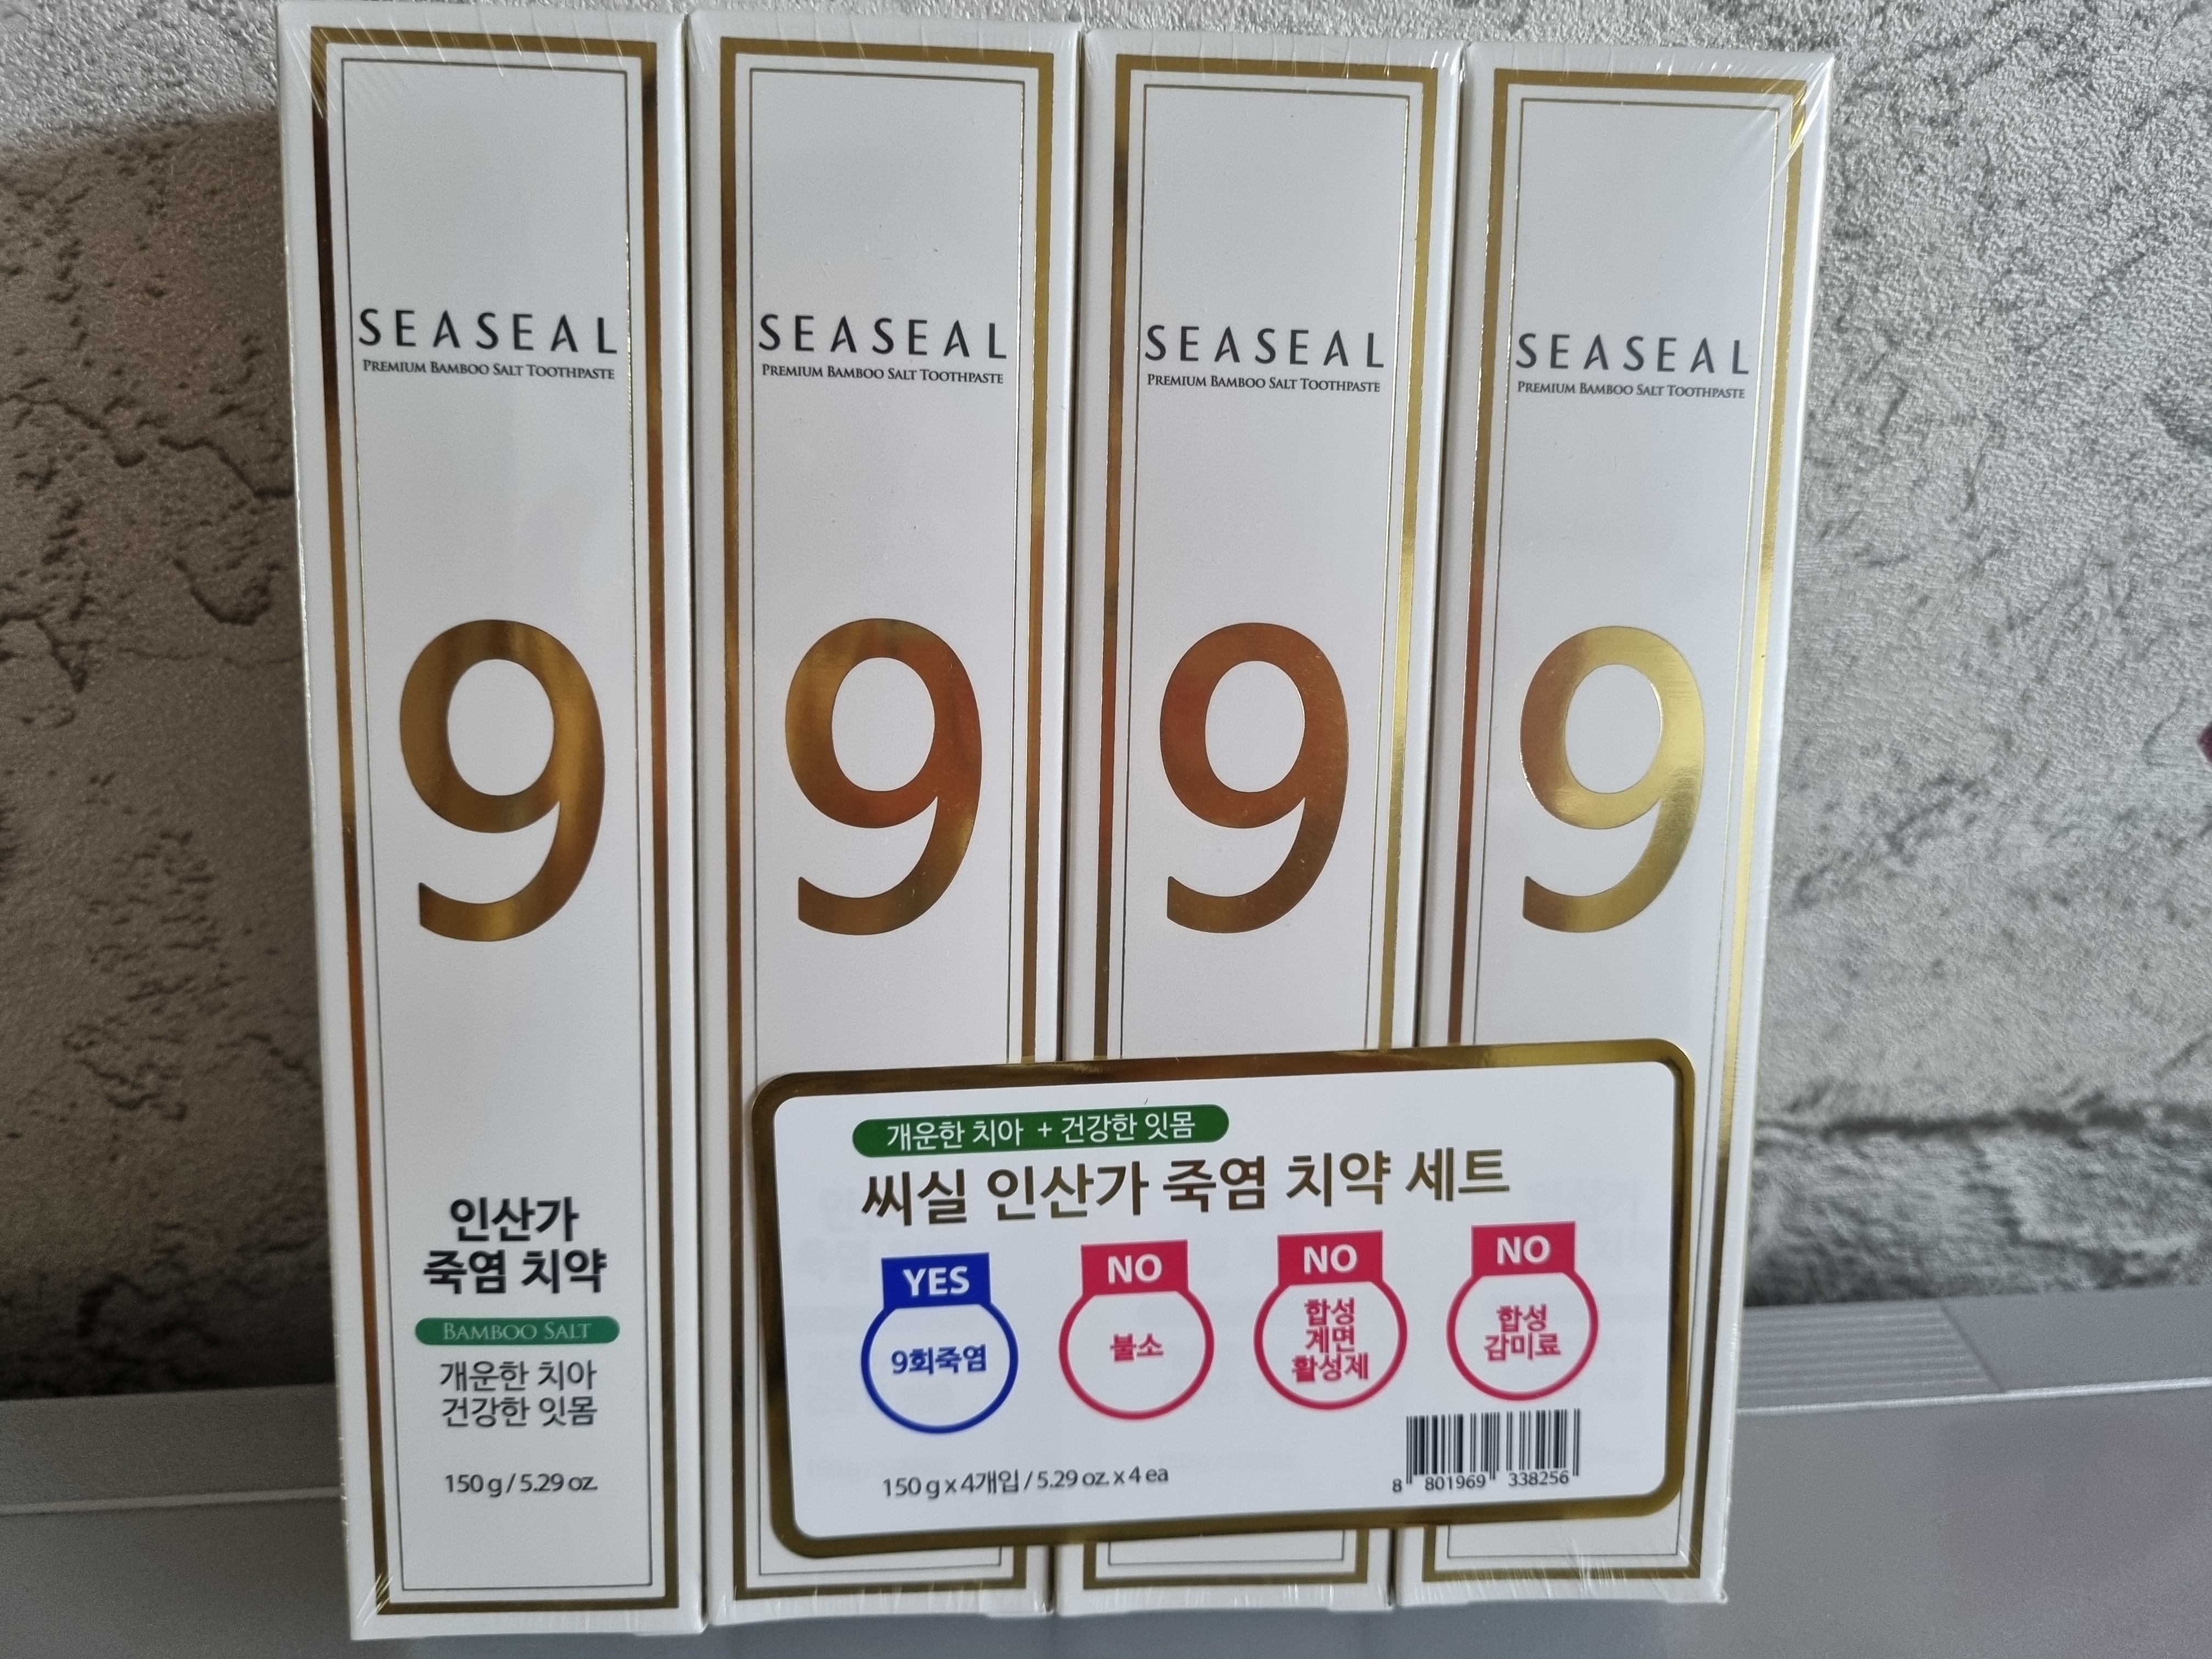 SEASEAL
PREMIUM BAMBOO SALT TOOTHPASTE
9
인산가
죽염 치약
BAMBOO SALT
개운한 치아
건강한 잇몸
150 g / 5.29 oz.
SEASEAL
PREMIUM BAMBOO SALT TOOTHPASTE
9
SEASEAL
PREMIUM BAMBOO SALT TOOTHPASTE
9
SEASEAL
PREMIUM BAMBOO SALT TOOTHPASTE
9
개운한 치아 + 건강한 잇몸
씨실 인산가 죽염 치약 세트
YES
9회죽염
NO
불소
NO
합성
계면
활성제
NO
합성
감미료
150 g x 4개입 / 5.29 oz. x 4 ea
8 801969 338256